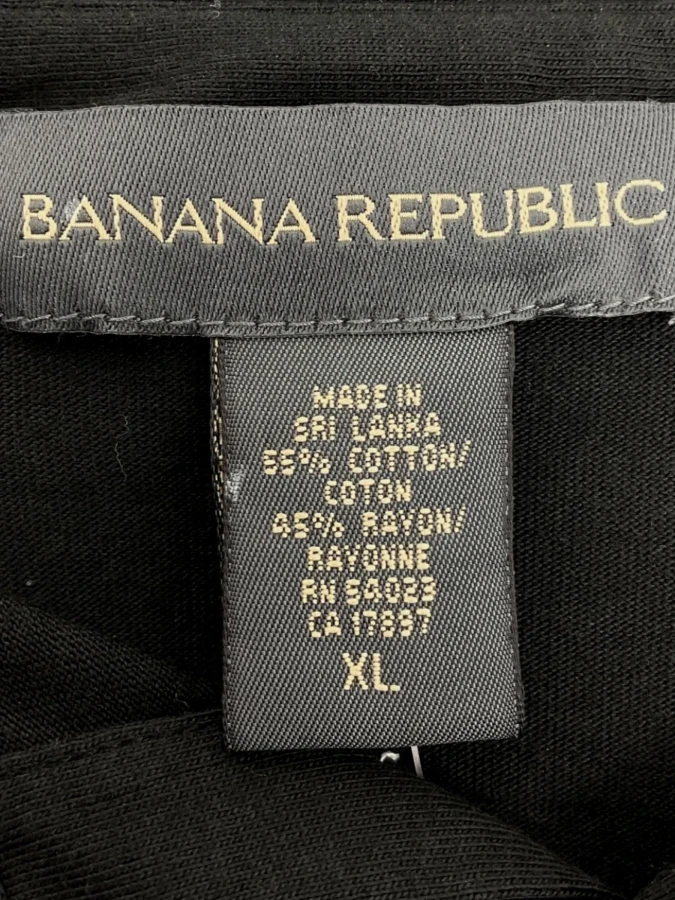 BANANA REPUBLIC
MADE IN
SRI LANKA
55% COTTON/
COTON
45% RAYON/
RAYONNE
RN 54023
CA 17897
XL